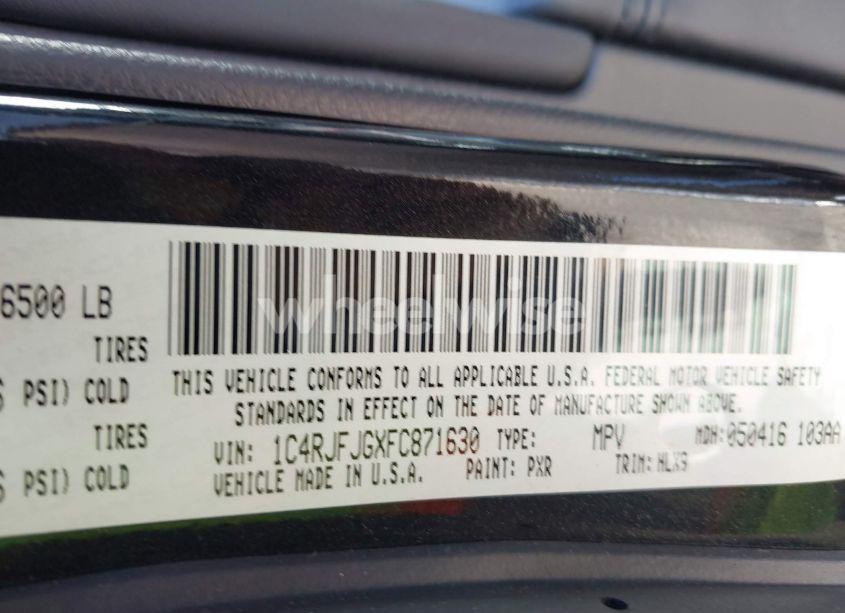 6500 LB
TIRES
PSI) COLD
TIRES
PSI) COLD
THIS VEHICLE CONFORMS TO ALL APPLICABLE U.S.A. FEDERAL MOTOR VEHICLE SAFETY
STANDARDS IN EFFECT ON THE DATE OF MANUFACTURE SHOWN ABOVE.
VIN: 1C4RJFJGXFC871630 TYPE: MPV MDH: 050416 103AA
VEHICLE MADE IN U.S.A. PAINT: PXR TRIM: HLX9
wheelwise